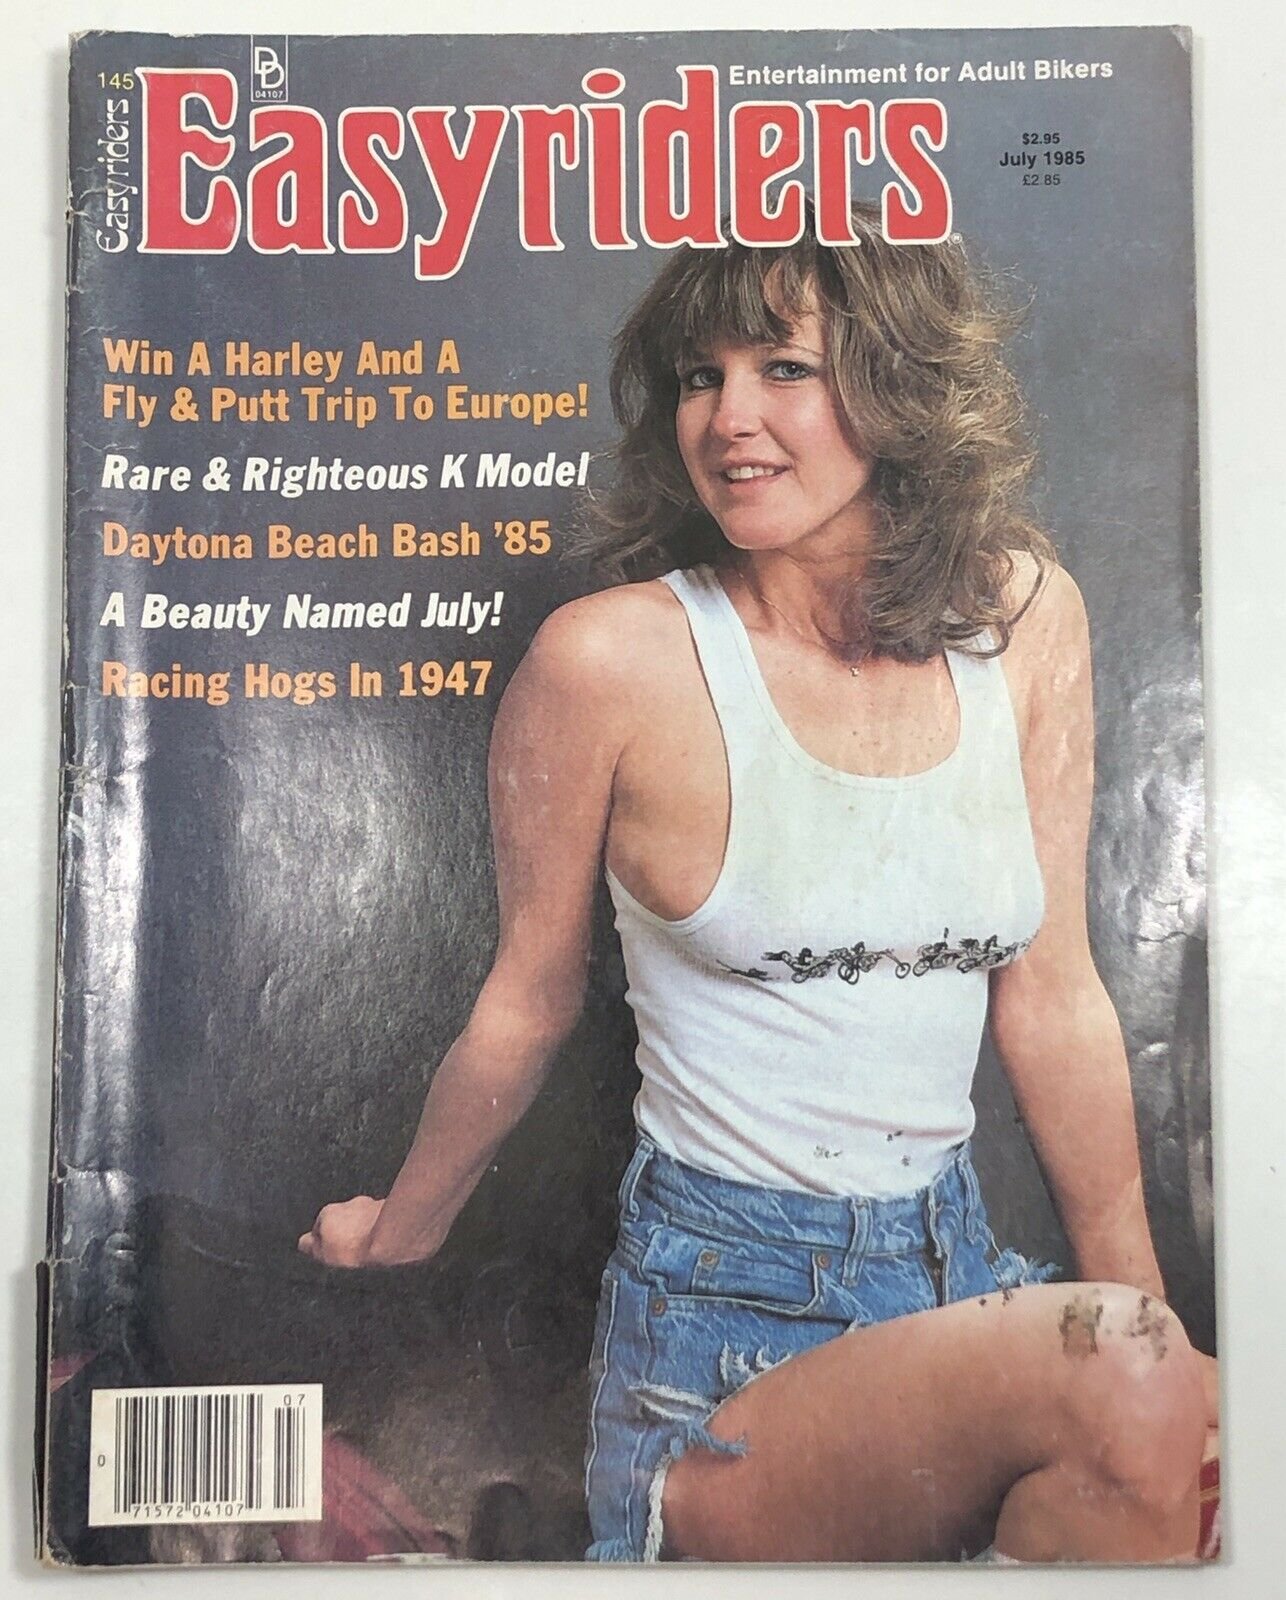 145
Easyriders
DD
04107
Easyriders®
Entertainment for Adult Bikers
$2.95
July 1985
£2.85
Win A Harley And A
Fly & Putt Trip To Europe!
Rare & Righteous K Model
Daytona Beach Bash '85
A Beauty Named July!
Racing Hogs In 1947
07
0 71572 04107